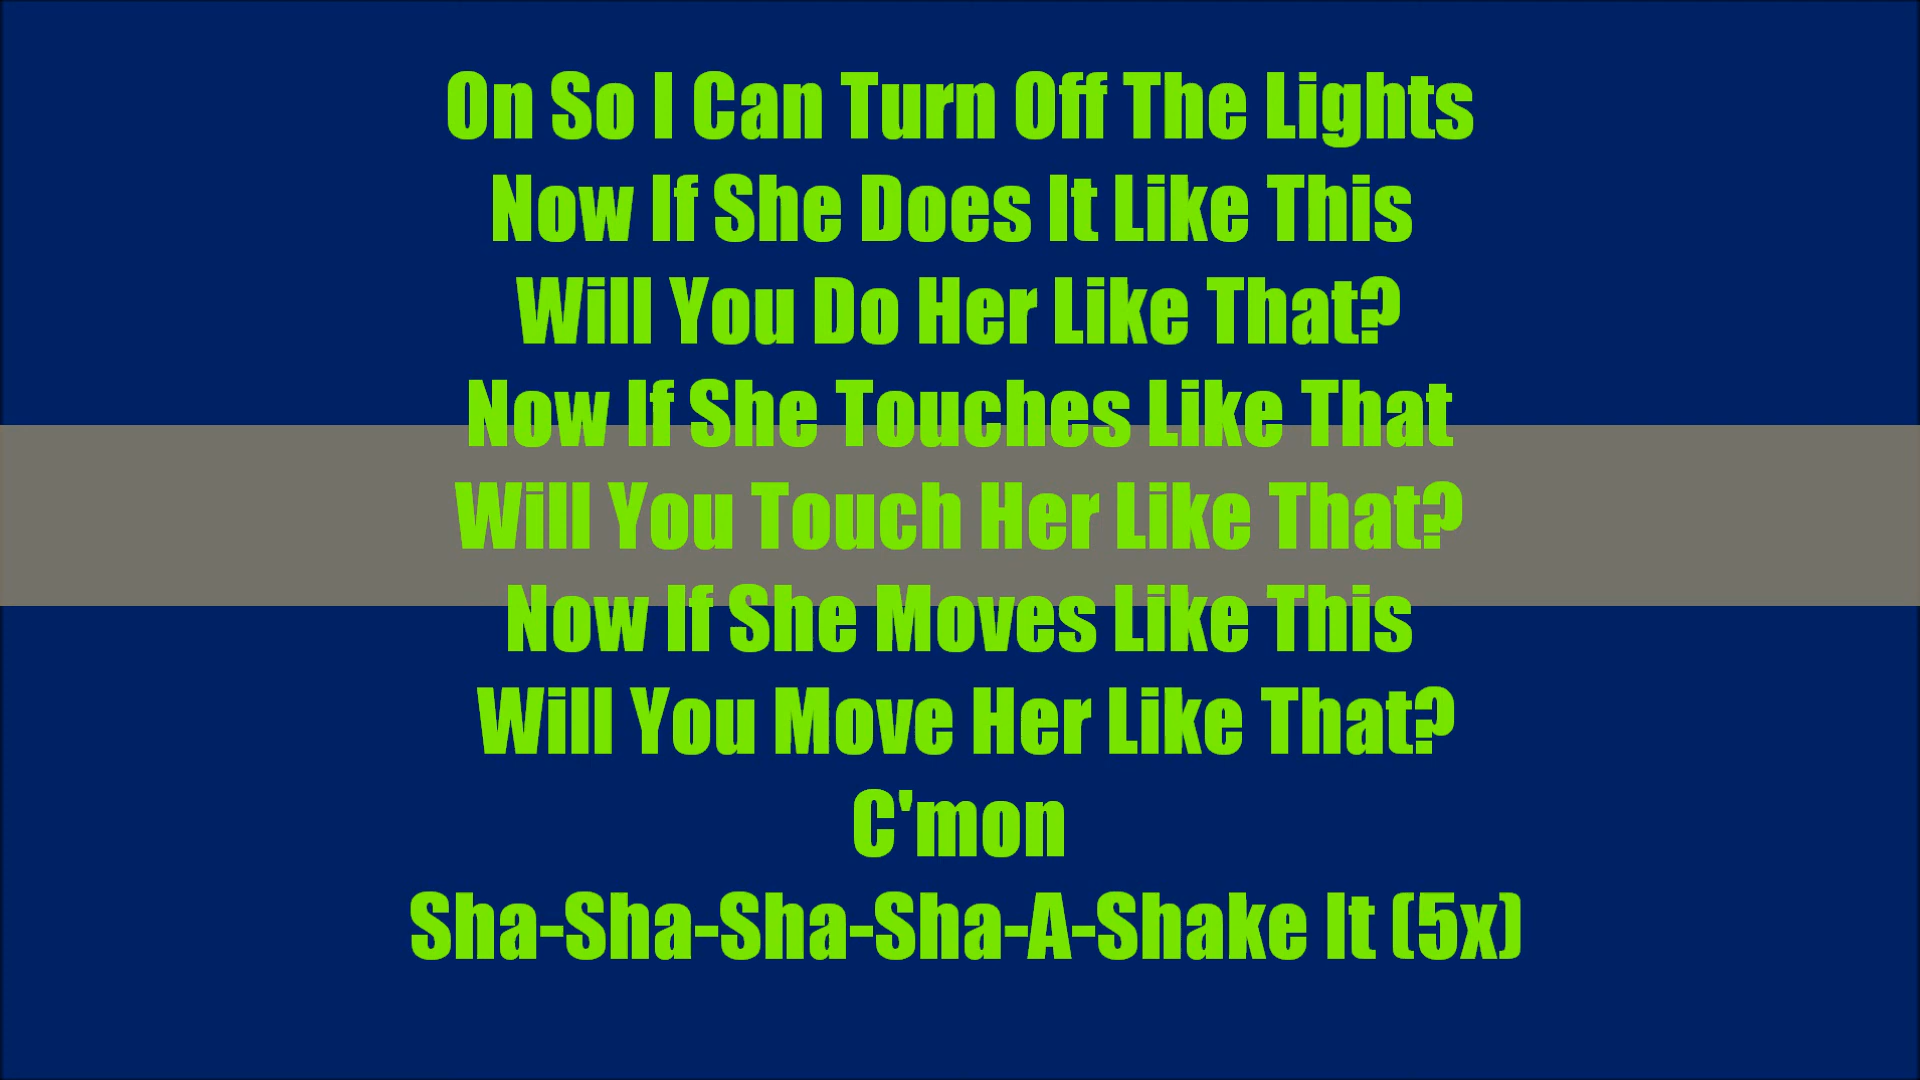 On So I Can Turn Off The Lights
Now If She Does It Like This
Will You Do Her Like That?
Now If She Touches Like That
Will You Touch Her Like That?
Now If She Moves Like This
Will You Move Her Like That?
C'mon
Sha-Sha-Sha-Sha-A-Shake It (5x)